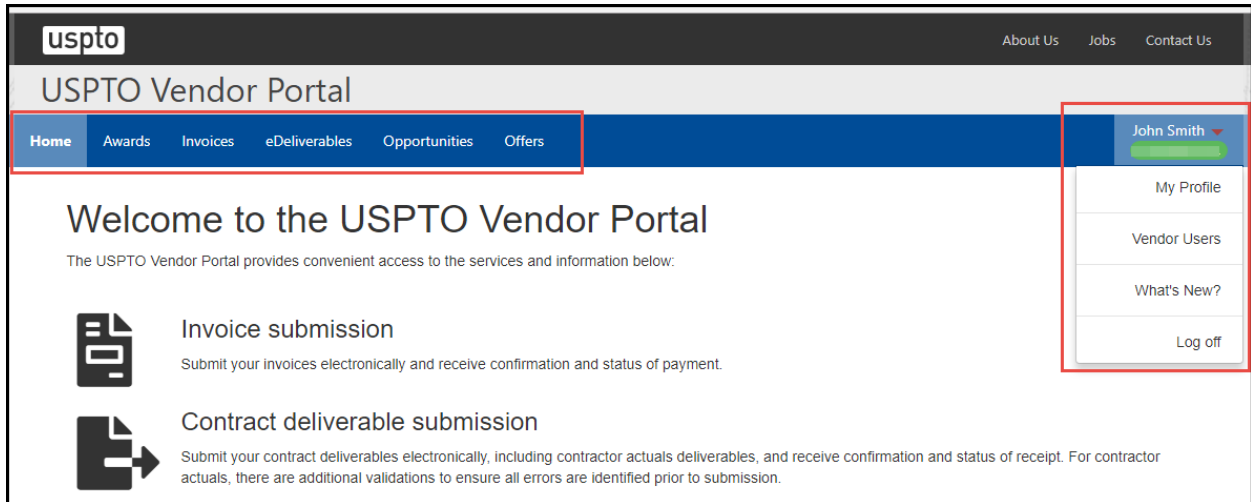 uspto
About Us Jobs Contact Us
USPTO Vendor Portal
Home Awards Invoices eDeliverables Opportunities Offers
John Smith
My Profile
Vendor Users
What's New?
Log off
Welcome to the USPTO Vendor Portal
The USPTO Vendor Portal provides convenient access to the services and information below:
Invoice submission
Submit your invoices electronically and receive confirmation and status of payment.
Contract deliverable submission
Submit your contract deliverables electronically, including contractor actuals deliverables, and receive confirmation and status of receipt. For contractor
actuals, there are additional validations to ensure all errors are identified prior to submission.